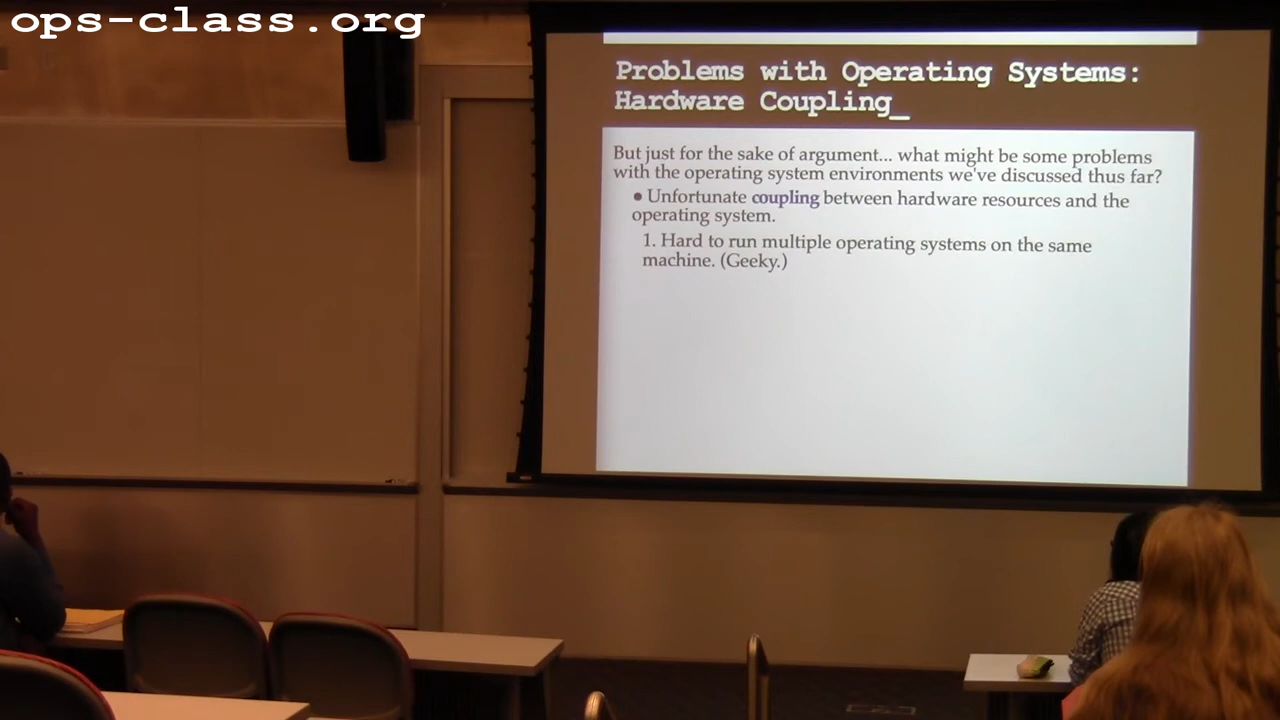 ops-class.org
Problems with Operating Systems:
Hardware Coupling_
But just for the sake of argument... what might be some problems
with the operating system environments we've discussed thus far?
● Unfortunate coupling between hardware resources and the
operating system.
1. Hard to run multiple operating systems on the same
machine. (Geeky.)